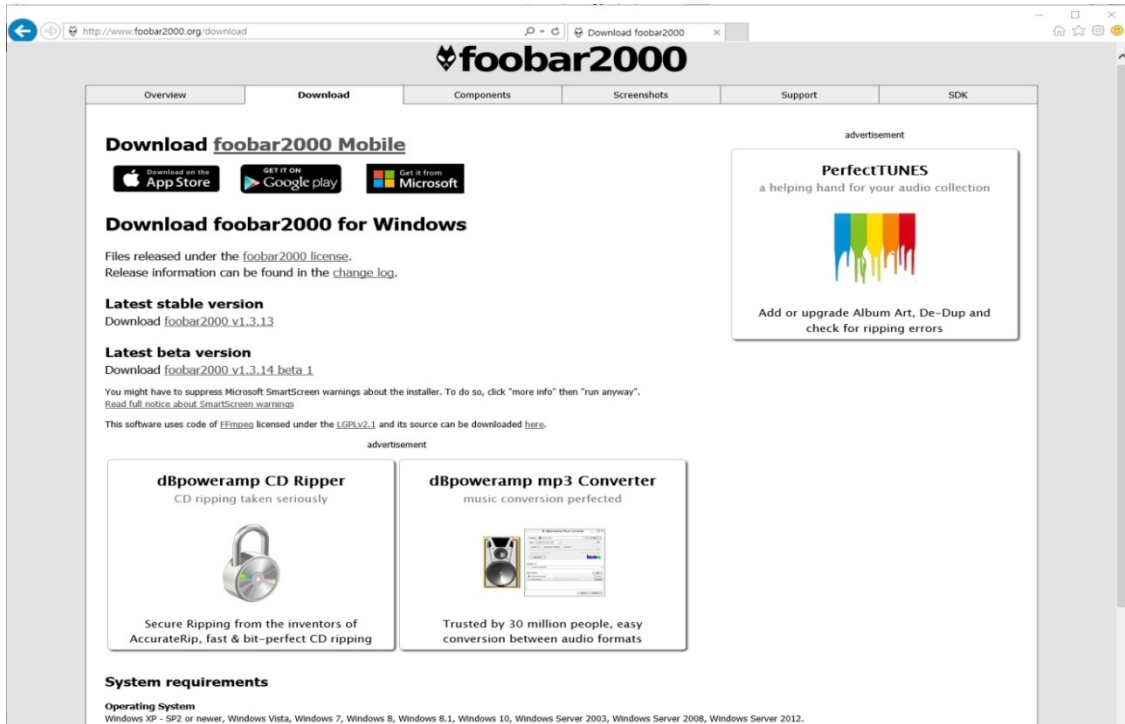 http://www.foobar2000.org/download
Download foobar2000
foobar2000
Overview
Download
Components
Screenshots
Support
SDK
Download foobar2000 Mobile
Download on the
App Store
GET IT ON
Google play
Get it from
Microsoft
Download foobar2000 for Windows
Files released under the foobar2000 license.
Release information can be found in the change log.
Latest stable version
Download foobar2000 v1.3.13
Latest beta version
Download foobar2000 v1.3.14 beta 1
You might have to suppress Microsoft SmartScreen warnings about the installer. To do so, click "more info" then "run anyway".
Read full notice about SmartScreen warnings
This software uses code of FFmpeg licensed under the LGPLv2.1 and its source can be downloaded here.
advertisement
dBpoweramp CD Ripper
CD ripping taken seriously
Secure Ripping from the inventors of
AccurateRip, fast & bit-perfect CD ripping
dBpoweramp mp3 Converter
music conversion perfected
Trusted by 30 million people, easy
conversion between audio formats
advertisement
PerfectTUNES
a helping hand for your audio collection
Add or upgrade Album Art, De-Dup and
check for ripping errors
System requirements
Operating System
Windows XP - SP2 or newer, Windows Vista, Windows 7, Windows 8, Windows 8.1, Windows 10, Windows Server 2003, Windows Server 2008, Windows Server 2012.